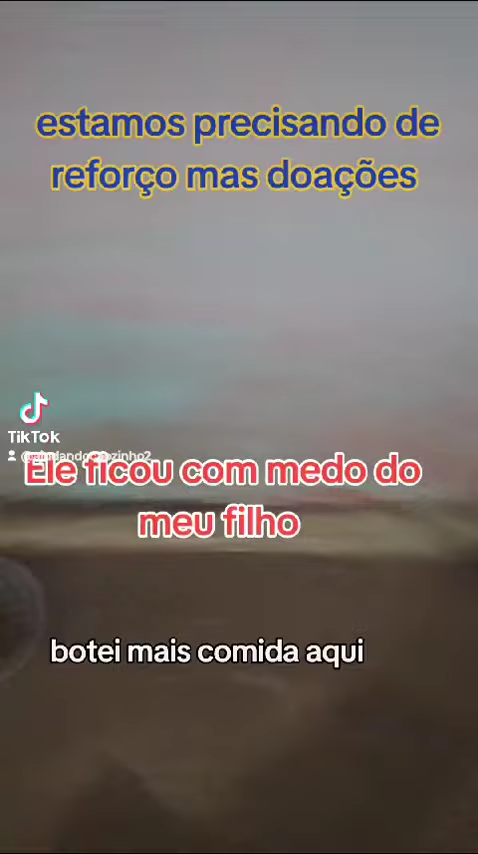 estamos precisando de
reforço mas doações
TikTok
Ele ficou com medo do
meu filho
botei mais comida aqui